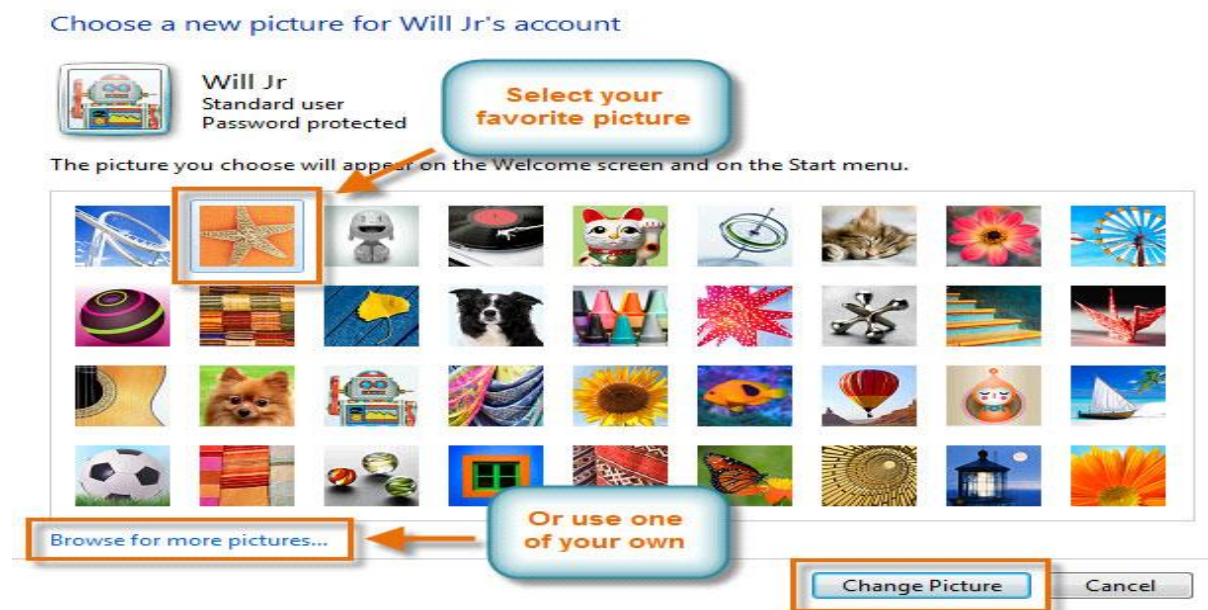 Choose a new picture for Will Jr's account
Will Jr
Standard user
Password protected
Select your
favorite picture
The picture you choose will appear on the Welcome screen and on the Start menu.
Or use one
of your own
Browse for more pictures...
Change Picture
Cancel